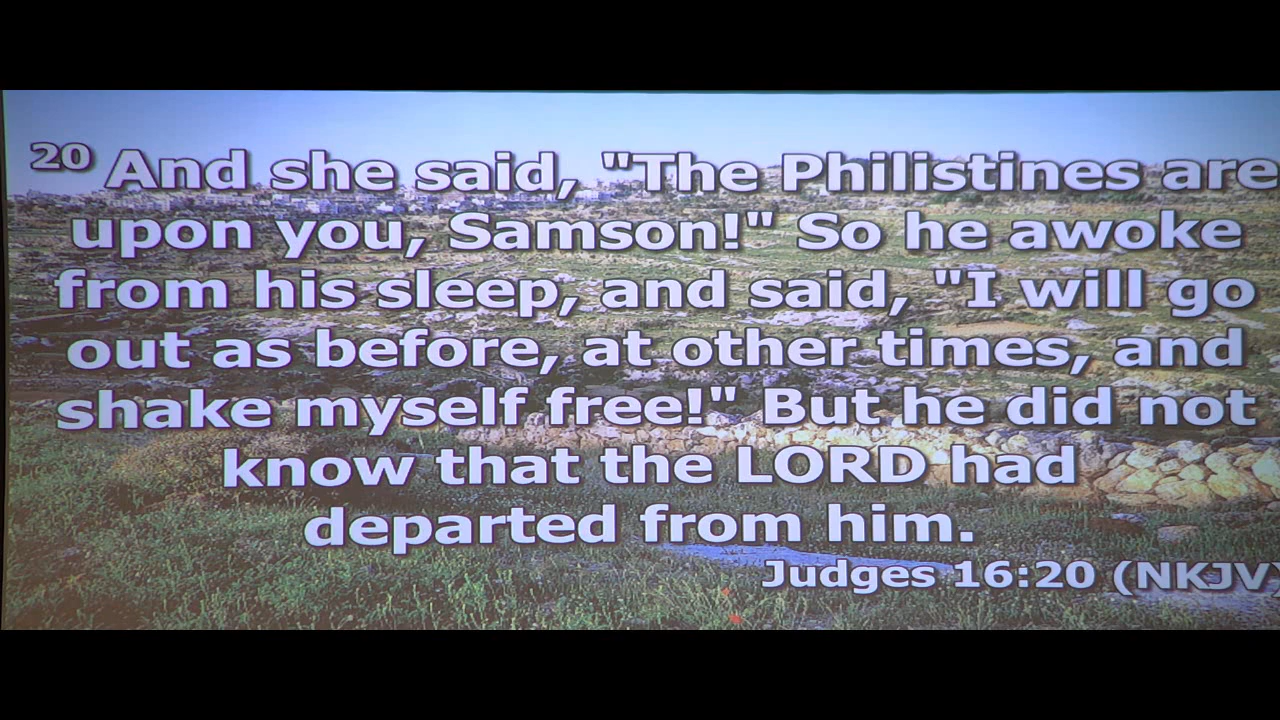 20 And she said, "The Philistines are
upon you, Samson!" So he awoke
from his sleep, and said, "I will go
out as before, at other times, and
shake myself free!" But he did not
know that the LORD had
departed from him.
Judges 16:20 (NKJV)